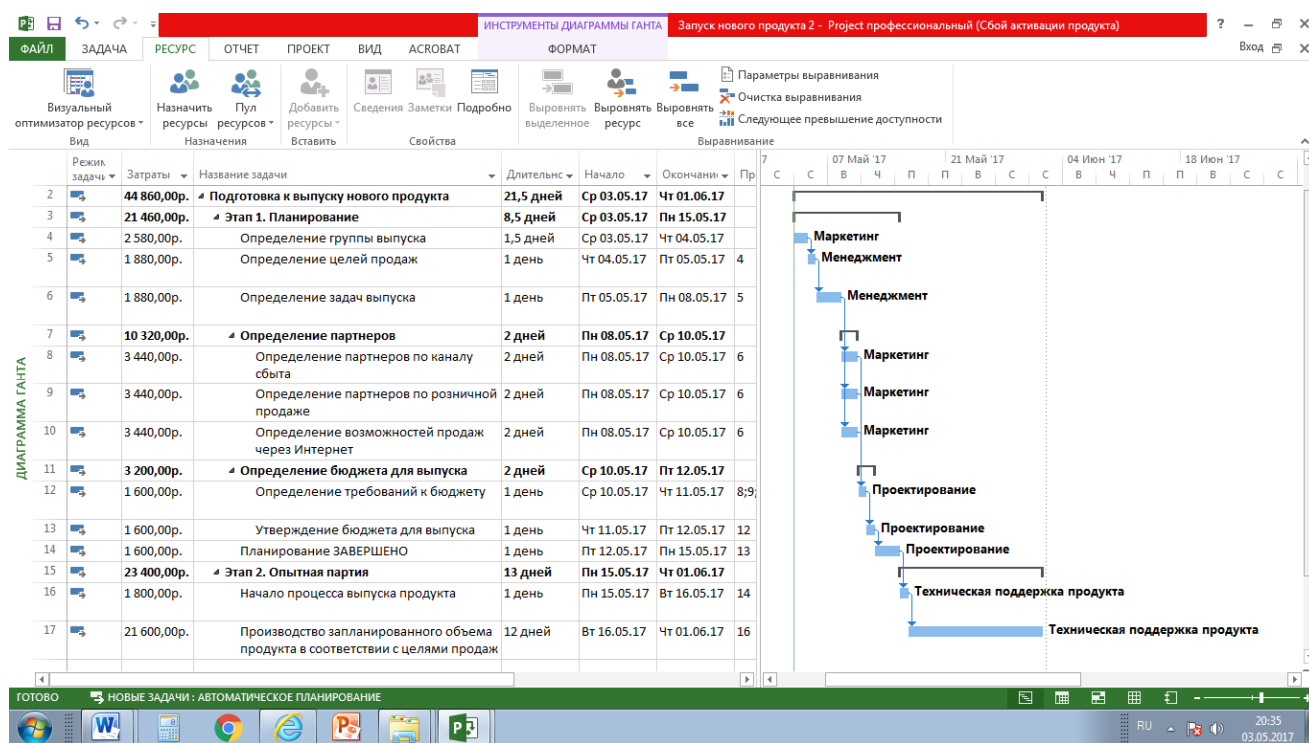 ИНСТРУМЕНТЫ ДИАГРАММЫ ГАНТА Запуск нового продукта 2 - Project профессиональный (Сбой активации продукта)
ФАЙЛ ЗАДАЧА РЕСУРС ОТЧЕТ ПРОЕКТ ВИД ACROBAT ФОРМАТ Вход
Визуальный оптимизатор ресурсов
Назначить ресурсы
Пул ресурсов
Добавить ресурсы
Сведения Заметки Подробно
Выровнять выделенное
Выровнять ресурс
Выровнять все
Параметры выравнивания
Очистка выравнивания
Следующее превышение доступности
Вид Назначения Вставить Свойства Выравнивание
Режим задачи Затраты Название задачи Длительнс Начало Окончани Пр
7 07 Май '17 21 Май '17 04 Июн '17 18 Июн '17
С С В Ч П П В С С В Ч П П В С С
2 44 860,00р. Подготовка к выпуску нового продукта 21,5 дней Ср 03.05.17 Чт 01.06.17
3 21 460,00р. Этап 1. Планирование 8,5 дней Ср 03.05.17 Пн 15.05.17
4 2 580,00р. Определение группы выпуска 1,5 дней Ср 03.05.17 Чт 04.05.17 Маркетинг
5 1 880,00р. Определение целей продаж 1 день Чт 04.05.17 Пт 05.05.17 4 Менеджмент
6 1 880,00р. Определение задач выпуска 1 день Пт 05.05.17 Пн 08.05.17 5 Менеджмент
7 10 320,00р. Определение партнеров 2 дней Пн 08.05.17 Ср 10.05.17
8 3 440,00р. Определение партнеров по каналу 2 дней Пн 08.05.17 Ср 10.05.17 6 Маркетинг
сбыта
9 3 440,00р. Определение партнеров по розничной 2 дней Пн 08.05.17 Ср 10.05.17 6 Маркетинг
продаже
10 3 440,00р. Определение возможностей продаж 2 дней Пн 08.05.17 Ср 10.05.17 6 Маркетинг
через Интернет
11 3 200,00р. Определение бюджета для выпуска 2 дней Ср 10.05.17 Пт 12.05.17
12 1 600,00р. Определение требований к бюджету 1 день Ср 10.05.17 Чт 11.05.17 8;9; Проектирование
13 1 600,00р. Утверждение бюджета для выпуска 1 день Чт 11.05.17 Пт 12.05.17 12 Проектирование
14 1 600,00р. Планирование ЗАВЕРШЕНО 1 день Пт 12.05.17 Пн 15.05.17 13 Проектирование
15 23 400,00р. Этап 2. Опытная партия 13 дней Пн 15.05.17 Чт 01.06.17
16 1 800,00р. Начало процесса выпуска продукта 1 день Пн 15.05.17 Вт 16.05.17 14 Техническая поддержка продукта
17 21 600,00р. Производство запланированного объема 12 дней Вт 16.05.17 Чт 01.06.17 16 Техническая поддержка продукта
продукта в соответствии с целями продаж
ДИАГРАММА ГАНТА
ГОТОВО НОВЫЕ ЗАДАЧИ : АВТОМАТИЧЕСКОЕ ПЛАНИРОВАНИЕ
RU 20:35
03.05.2017